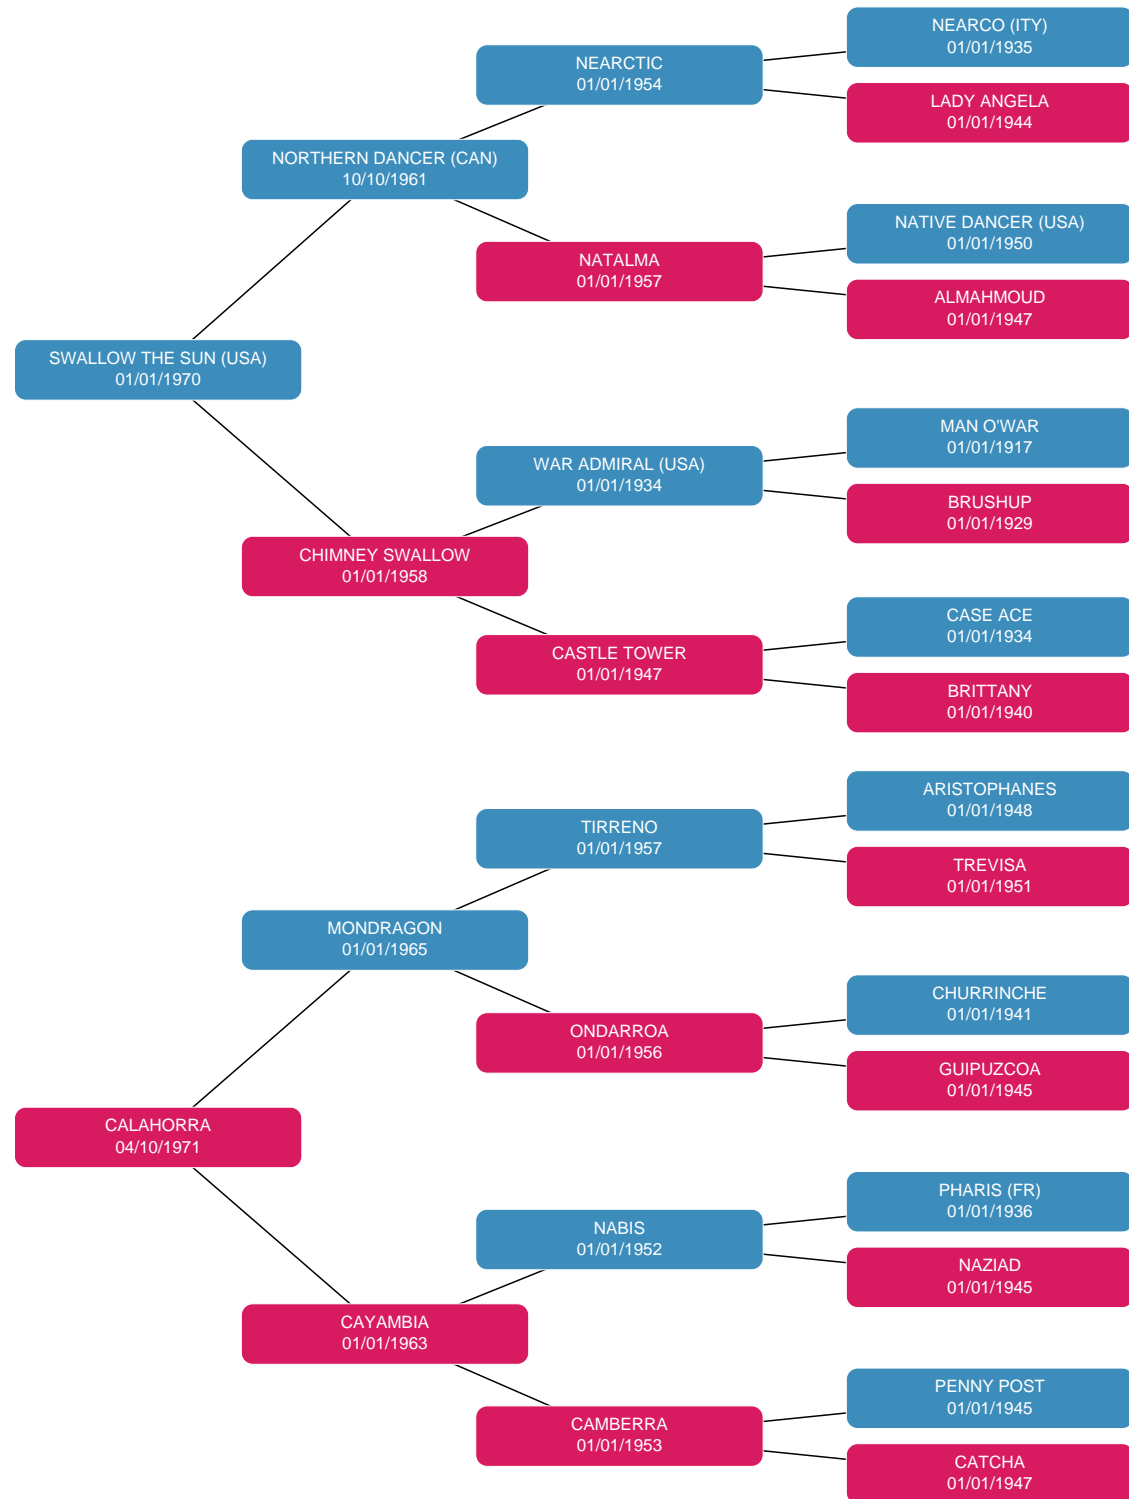 NEARCO (ITY)
01/01/1935
NEARCTIC
01/01/1954
LADY ANGELA
01/01/1944
NORTHERN DANCER (CAN)
10/10/1961
NATIVE DANCER (USA)
01/01/1950
NATALMA
01/01/1957
ALMAHMOUD
01/01/1947
SWALLOW THE SUN (USA)
01/01/1970
MAN O'WAR
01/01/1917
WAR ADMIRAL (USA)
01/01/1934
BRUSHUP
01/01/1929
CHIMNEY SWALLOW
01/01/1958
CASE ACE
01/01/1934
CASTLE TOWER
01/01/1947
BRITTANY
01/01/1940
ARISTOPHANES
01/01/1948
TIRRENO
01/01/1957
TREVISA
01/01/1951
MONDRAGON
01/01/1965
CHURRINCHE
01/01/1941
ONDARROA
01/01/1956
GUIPUZCOA
01/01/1945
CALAHORRA
04/10/1971
PHARIS (FR)
01/01/1936
NABIS
01/01/1952
NAZIAD
01/01/1945
CAYAMBIA
01/01/1963
PENNY POST
01/01/1945
CAMBERRA
01/01/1953
CATCHA
01/01/1947